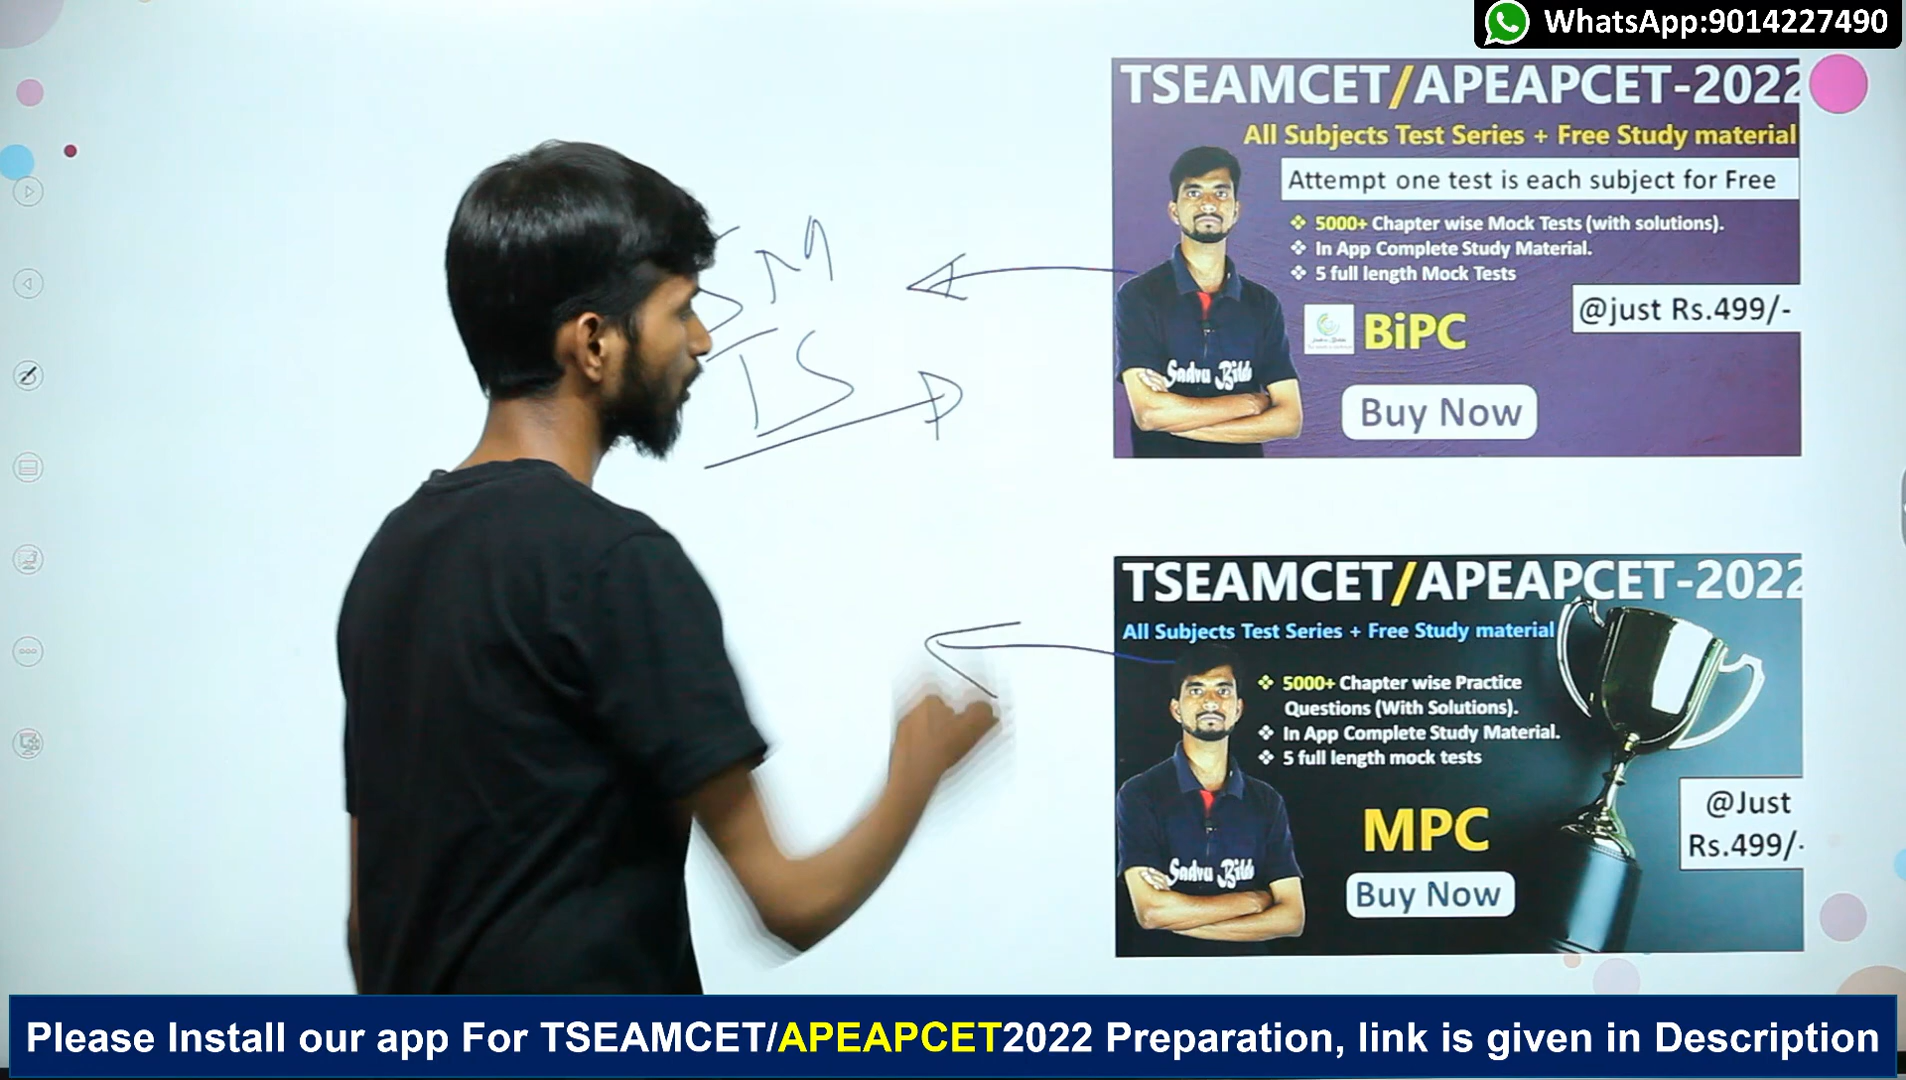 WhatsApp:9014227490
TSEAMCET/APEAPCET-2022
All Subjects Test Series + Free Study material
Attempt one test is each subject for Free
5000+ Chapter wise Mock Tests (with solutions).
In App Complete Study Material.
5 full length Mock Tests
@just Rs.499/-
BiPC
Sadvu Bidd
Buy Now
SM
TS
TSEAMCET/APEAPCET-2022
All Subjects Test Series + Free Study material
5000+ Chapter wise Practice
Questions (With Solutions).
In App Complete Study Material.
5 full length mock tests
@Just
Rs.499/-
MPC
Sadvu Bidd
Buy Now
Please Install our app For TSEAMCET/APEAPCET2022 Preparation, link is given in Description